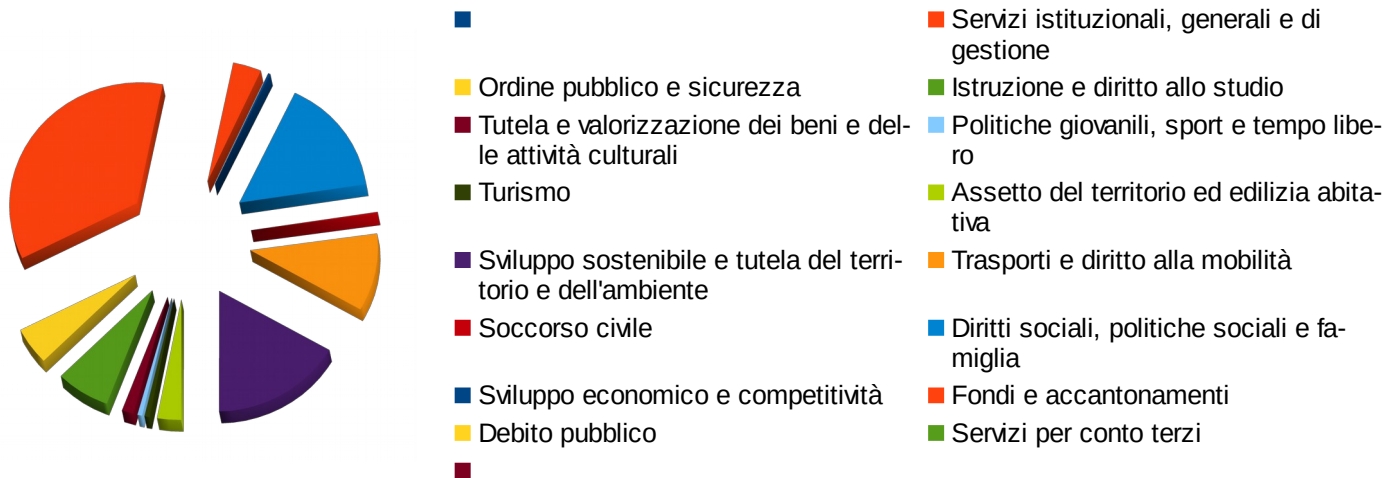 Servizi istituzionali, generali e di
gestione
Ordine pubblico e sicurezza
Istruzione e diritto allo studio
Tutela e valorizzazione dei beni e del-
le attività culturali
Politiche giovanili, sport e tempo libe-
ro
Turismo
Assetto del territorio ed edilizia abita-
tiva
Sviluppo sostenibile e tutela del terri-
torio e dell'ambiente
Trasporti e diritto alla mobilità
Soccorso civile
Diritti sociali, politiche sociali e fa-
miglia
Sviluppo economico e competitività
Fondi e accantonamenti
Debito pubblico
Servizi per conto terzi